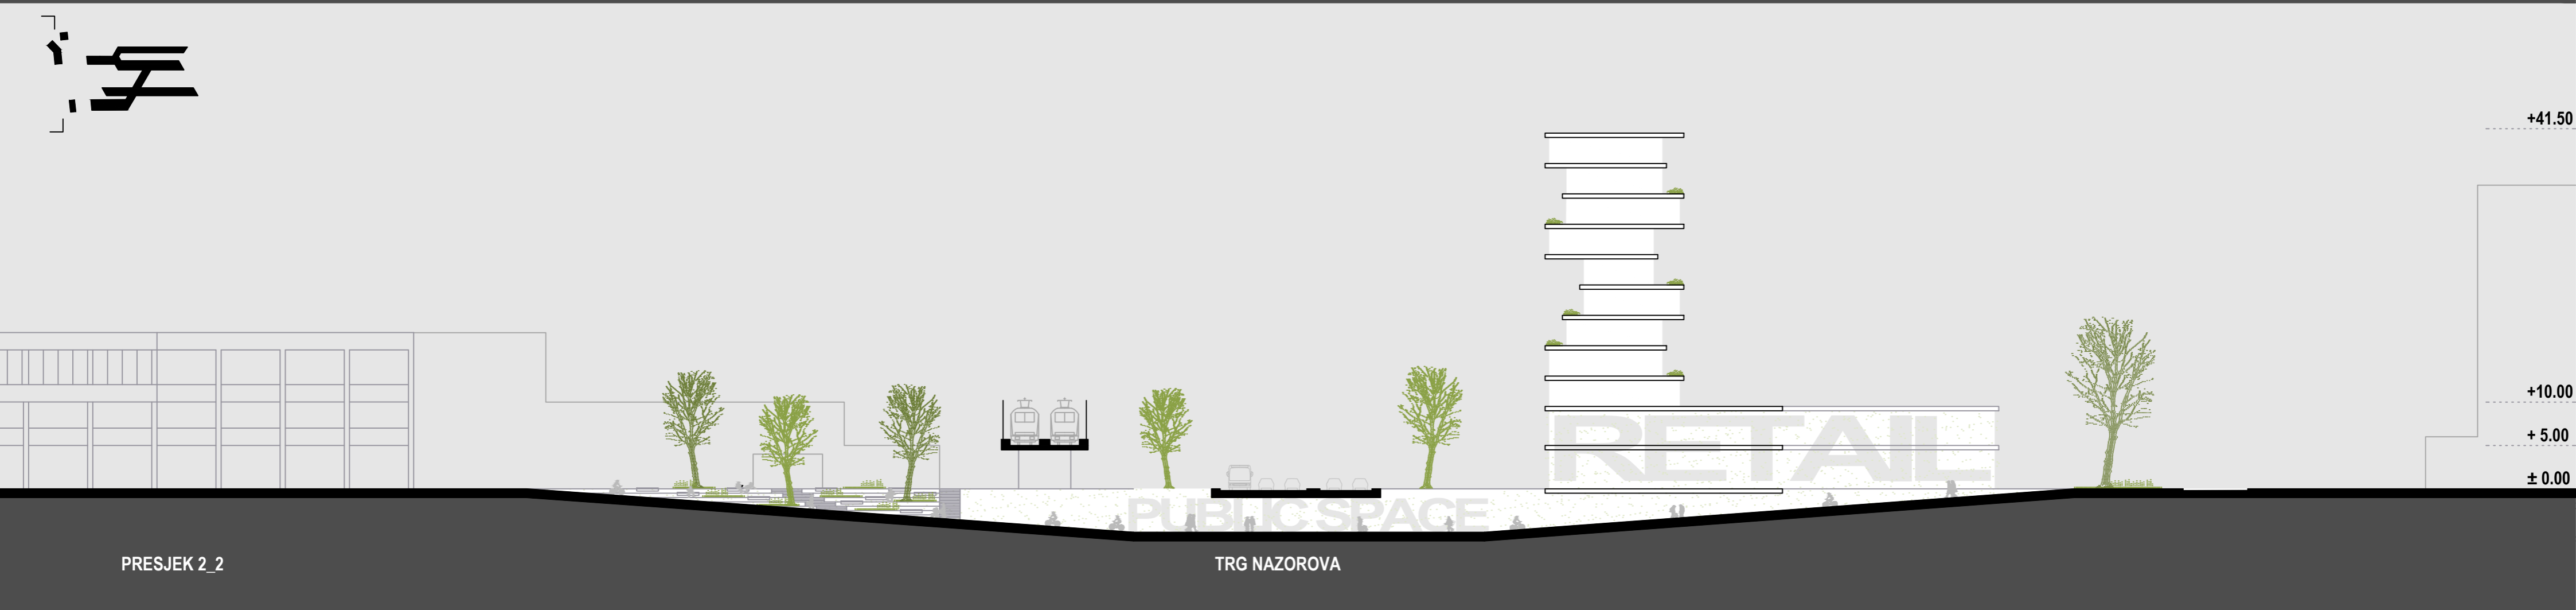 +41.50
+10.00
RETAIL
+ 5.00
± 0.00
PUBLIC SPACE
PRESJEK 2_2
TRG NAZOROVA